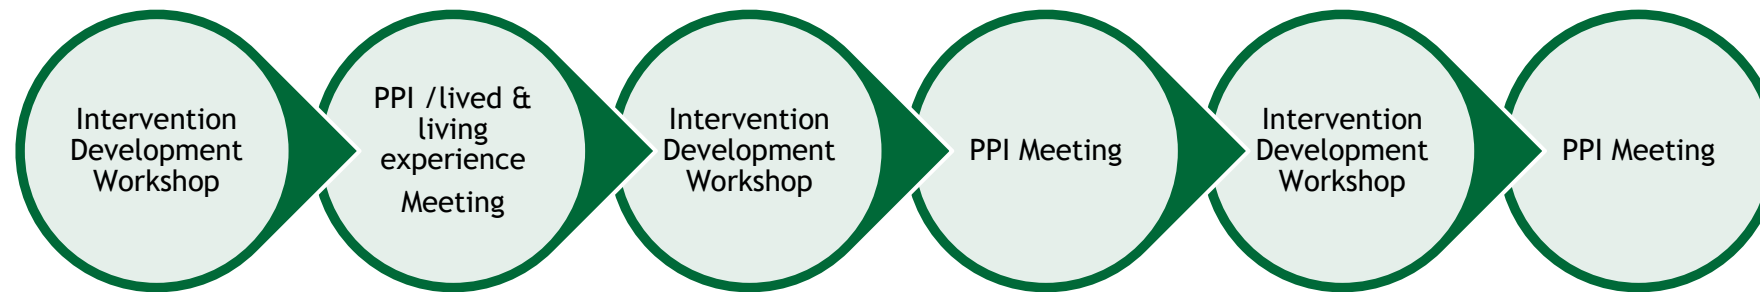 Intervention
Development
Workshop
PPI /lived &
living
experience
Meeting
Intervention
Development
Workshop
PPI Meeting
Intervention
Development
Workshop
PPI Meeting